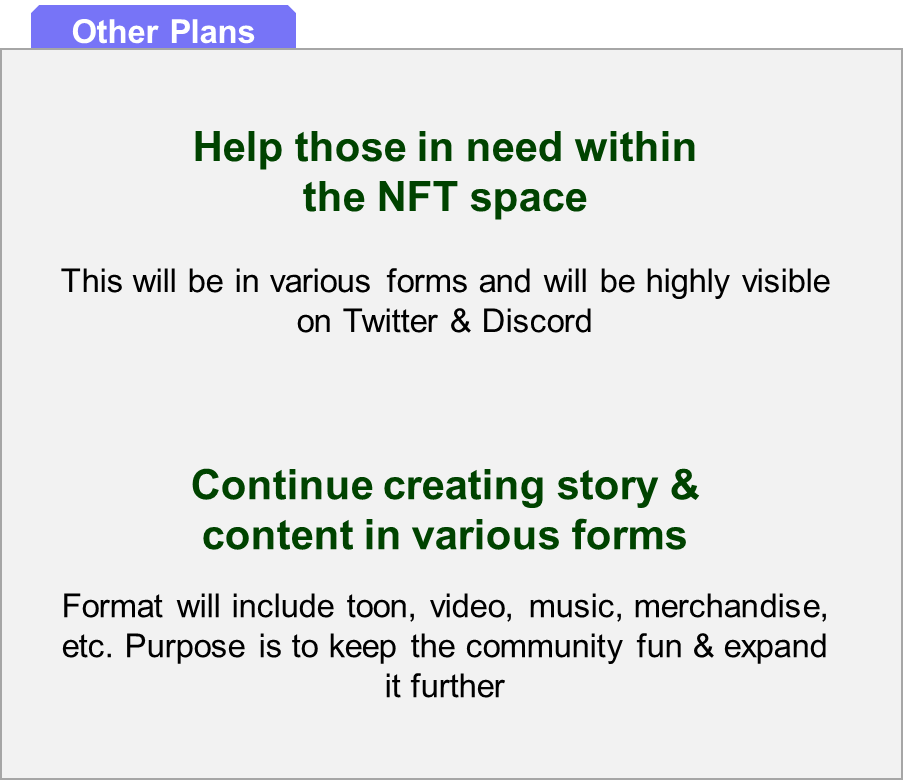 Other Plans
Help those in need within
the NFT space
This will be in various forms and will be highly visible
on Twitter & Discord
Continue creating story &
content in various forms
Format will include toon, video, music, merchandise,
etc. Purpose is to keep the community fun & expand
it further